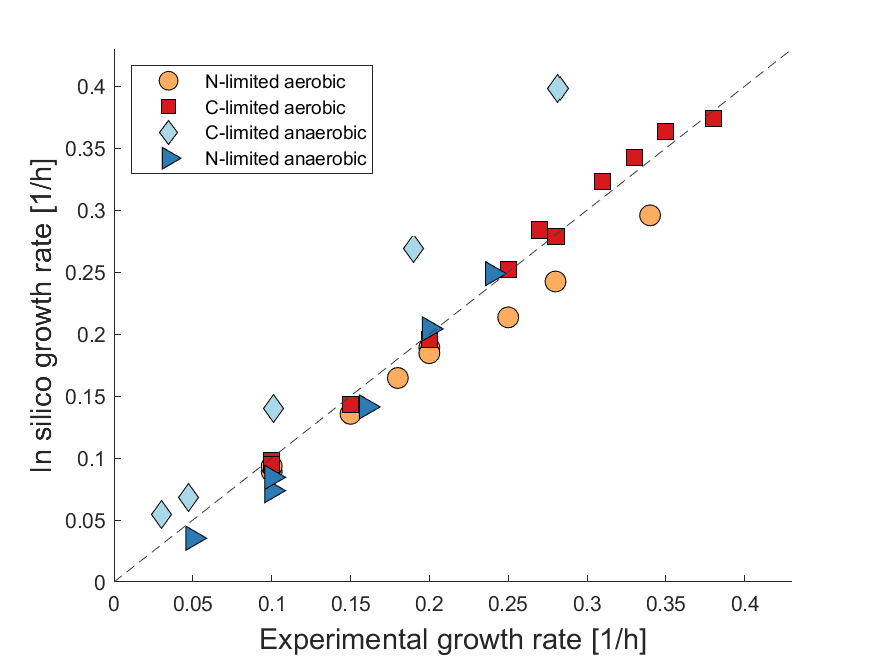 N-limited aerobic
C-limited aerobic
C-limited anaerobic
N-limited anaerobic
In silico growth rate [1/h]
0.4
0.35
0.3
0.25
0.2
0.15
0.1
0.05
0
0 0.05 0.1 0.15 0.2 0.25 0.3 0.35 0.4
Experimental growth rate [1/h]